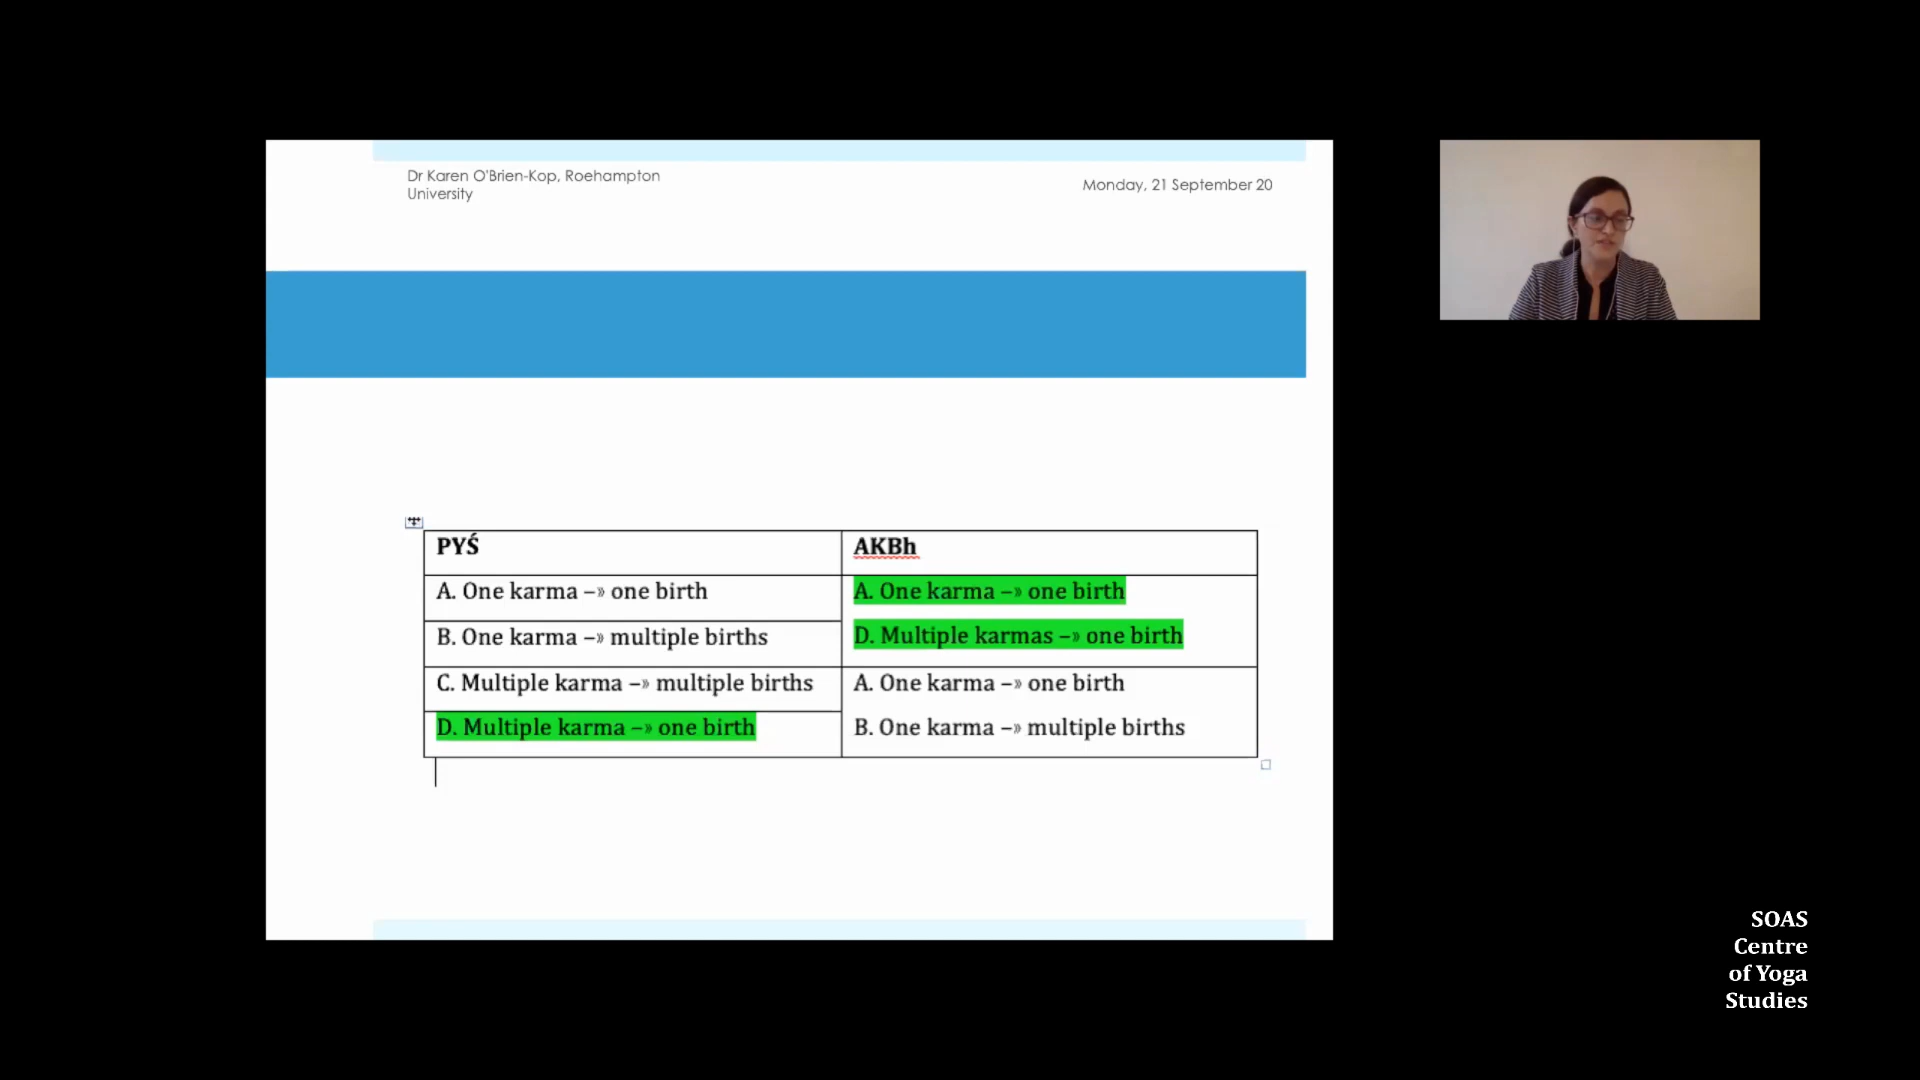 Dr Karen O'Brien-Kop, Roehampton
University
Monday, 21 September 20
PYŚ
AKBh
A. One karma –» one birth
A. One karma –» one birth
B. One karma –» multiple births
D. Multiple karmas –» one birth
C. Multiple karma –» multiple births
A. One karma –» one birth
D. Multiple karma –» one birth
B. One karma –» multiple births
SOAS
Centre
of Yoga
Studies